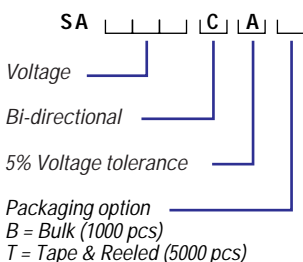 SA C A
Voltage
Bi-directional
5% Voltage tolerance
Packaging option
B = Bulk (1000 pcs)
T = Tape & Reeled (5000 pcs)